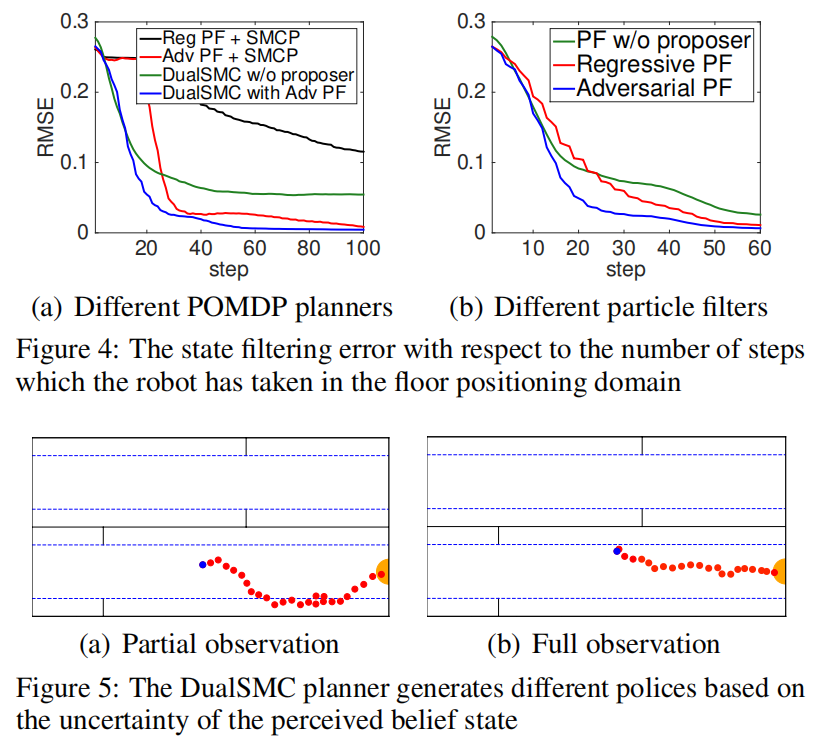 0.3
0.2
0.1
0
RMSE
Reg PF + SMCP
Adv PF + SMCP
DualSMC w/o proposer
DualSMC with Adv PF
20 40 60 80 100
step
(a) Different POMDP planners
0.3
0.2
0.1
0
RMSE
PF w/o proposer
Regressive PF
Adversarial PF
10 20 30 40 50 60
step
(b) Different particle filters
Figure 4: The state filtering error with respect to the number of steps
which the robot has taken in the floor positioning domain
(a) Partial observation
(b) Full observation
Figure 5: The DualSMC planner generates different polices based on
the uncertainty of the perceived belief state